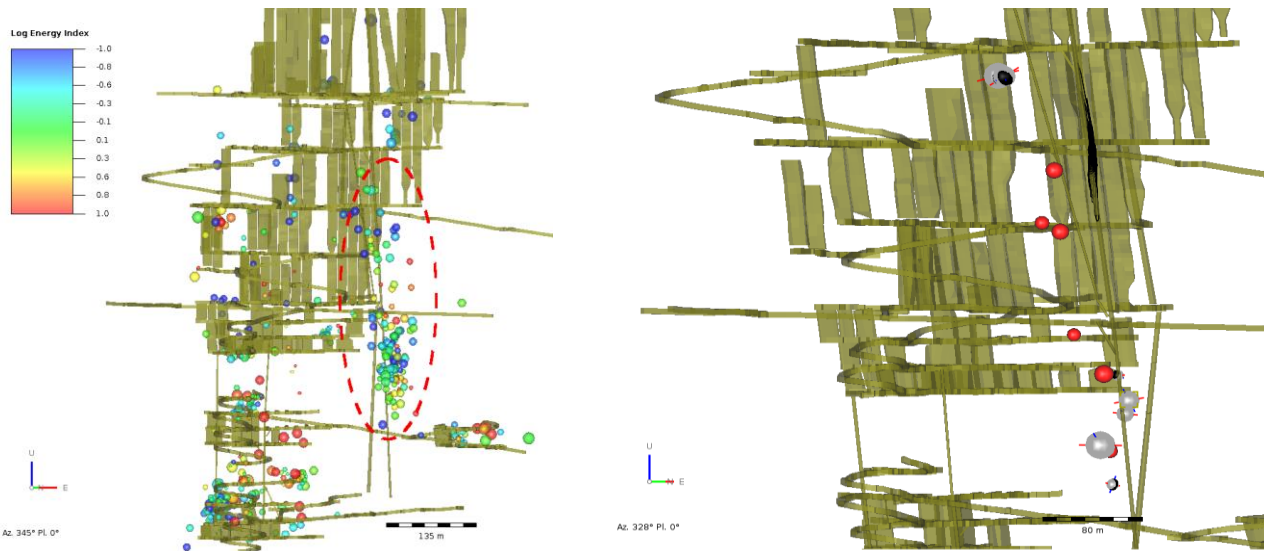 Log Energy Index
-1.0
-0.8
-0.6
-0.3
-0.1
0.1
0.3
0.6
0.8
1.0
U
N
E
Az. 345° Pl. 0°
135 m
U
N
E
Az. 328° Pl. 0°
80 m